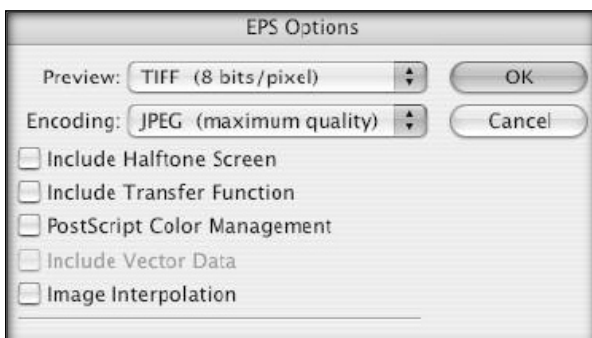 EPS Options
Preview: TIFF (8 bits/pixel) OK
Encoding: JPEG (maximum quality) Cancel
Include Halftone Screen
Include Transfer Function
PostScript Color Management
Include Vector Data
Image Interpolation